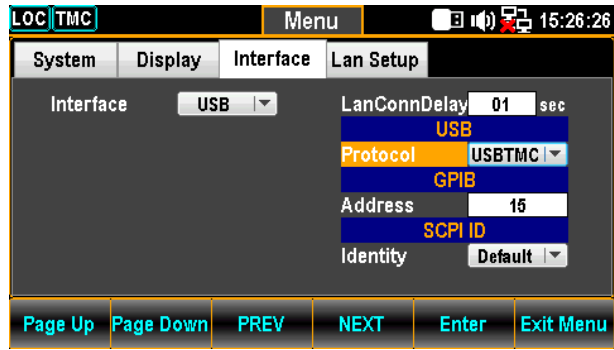 LOC TMC Menu 15:26:26
System Display Interface Lan Setup
Interface USB LanConnDelay 01 sec
USB
Protocol USBTMC
GPIB
Address 15
SCPI ID
Identity Default
Page Up Page Down PREV NEXT Enter Exit Menu